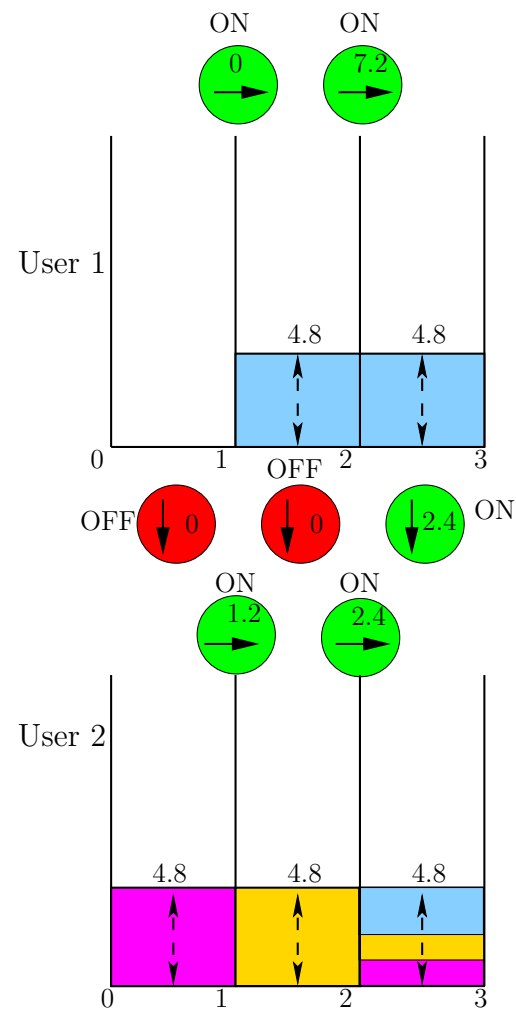 ON ON
0 7.2
User 1
4.8 4.8
0 1 2 3
OFF
OFF 0 0 2.4 ON
ON ON
1.2 2.4
User 2
4.8 4.8 4.8
0 1 2 3